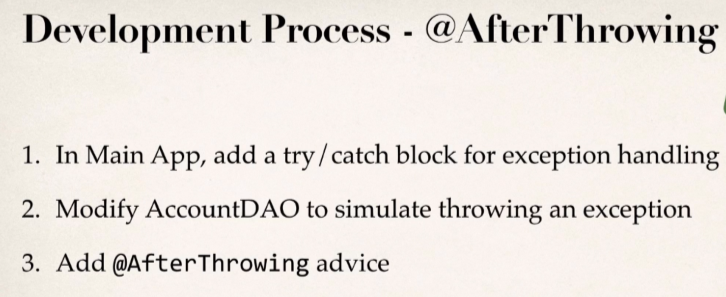 Development Process - @AfterThrowing
1. In Main App, add a try/catch block for exception handling
2. Modify AccountDAO to simulate throwing an exception
3. Add @AfterThrowing advice